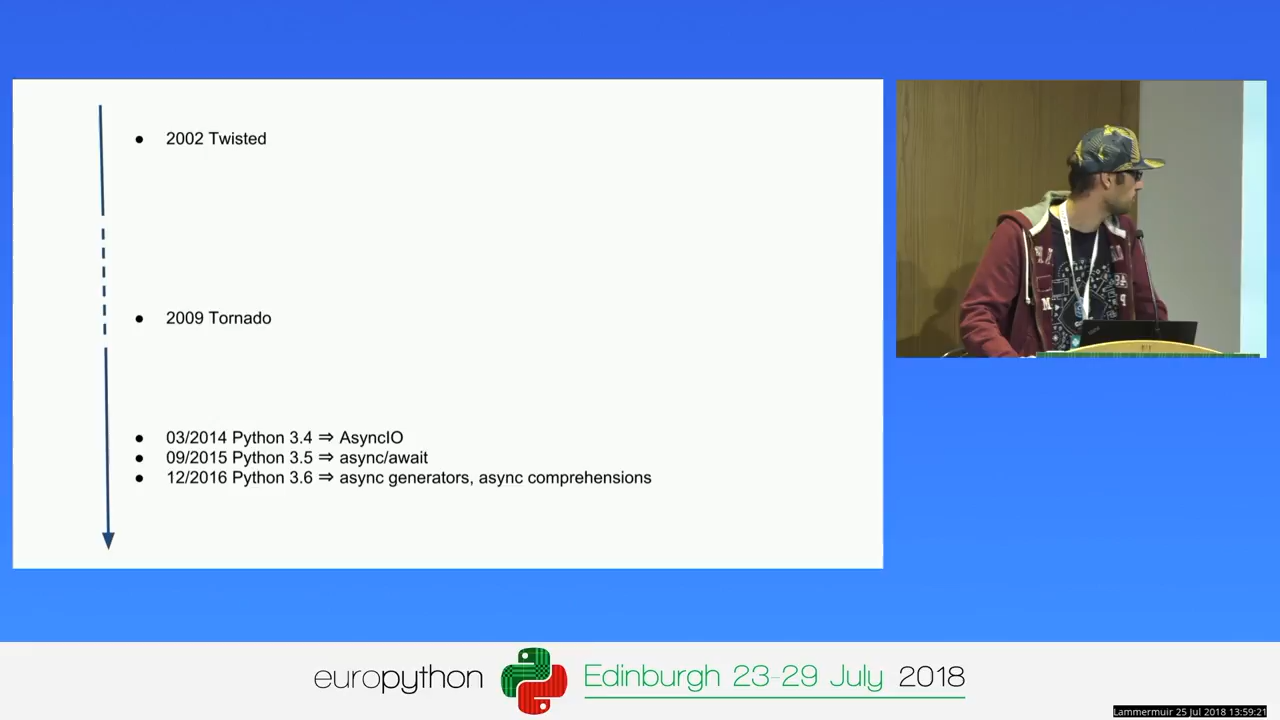 ● 2002 Twisted
● 2009 Tornado
● 03/2014 Python 3.4 ⇒ AsyncIO
● 09/2015 Python 3.5 ⇒ async/await
● 12/2016 Python 3.6 ⇒ async generators, async comprehensions
europython Edinburgh 23-29 July 2018
Lammermuir 25 Jul 2018 13:59:21